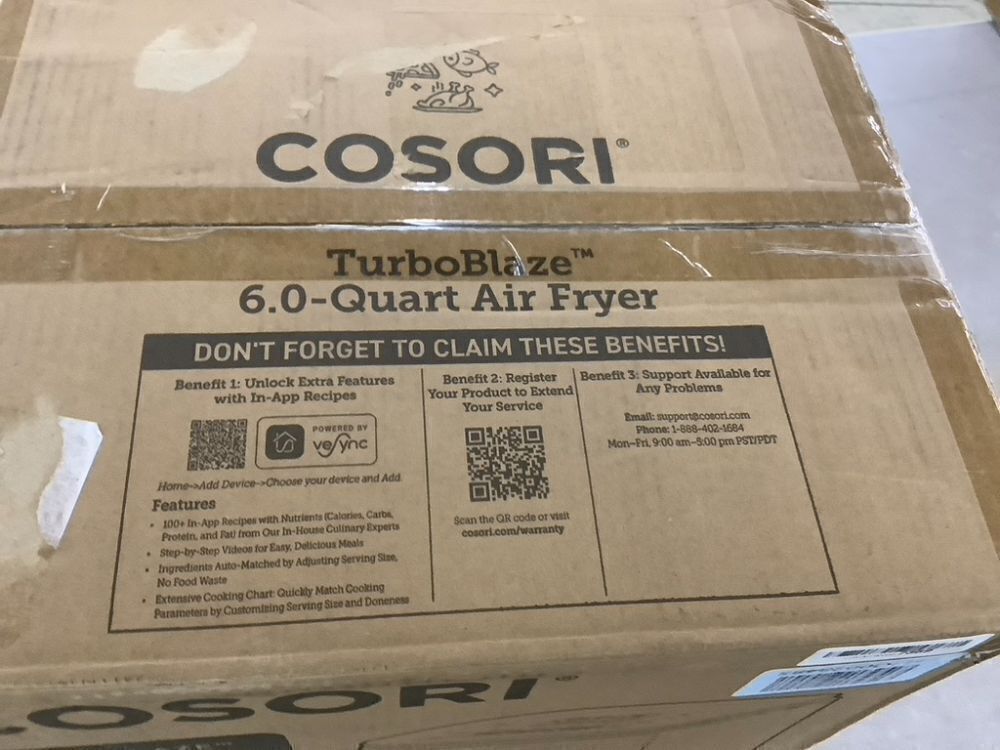 COSORI®
TurboBlaze™
6.0-Quart Air Fryer
DON'T FORGET TO CLAIM THESE BENEFITS!
Benefit 1: Unlock Extra Features
with In-App Recipes
POWERED BY
vesync
Home->Add Device->Choose your device and Add
Features
• 100+ In-App Recipes with Nutrients (Calories, Carbs,
Protein, and Fat) from Our In-House Culinary Experts
• Step-by-Step Videos for Easy, Delicious Meals
• Ingredients Auto-Matched by Adjusting Serving Size,
No Food Waste
• Extensive Cooking Chart: Quickly Match Cooking
Parameters by Customizing Serving Size and Doneness
Benefit 2: Register
Your Product to Extend
Your Service
Scan the QR code or visit
cosori.com/warranty
Benefit 3: Support Available for
Any Problems
Email: support@cosori.com
Phone: 1-888-402-1684
Mon-Fri, 9:00 am-5:00 pm PST/PDT
COSORI®